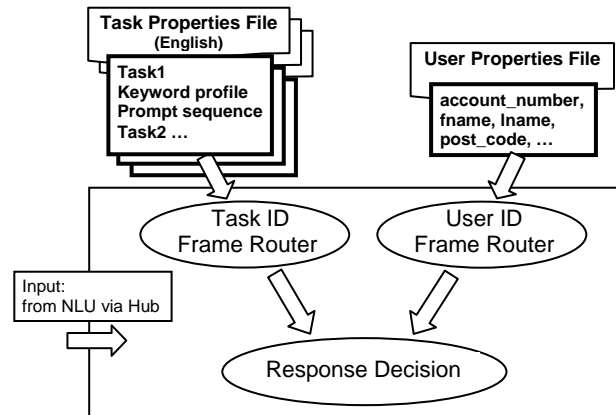 Task Properties File
(English)
Task1
Keyword profile
Prompt sequence
Task2 …
User Properties File
account_number,
fname, lname,
post_code, …
Task ID
Frame Router
User ID
Frame Router
Input:
from NLU via Hub
Response Decision